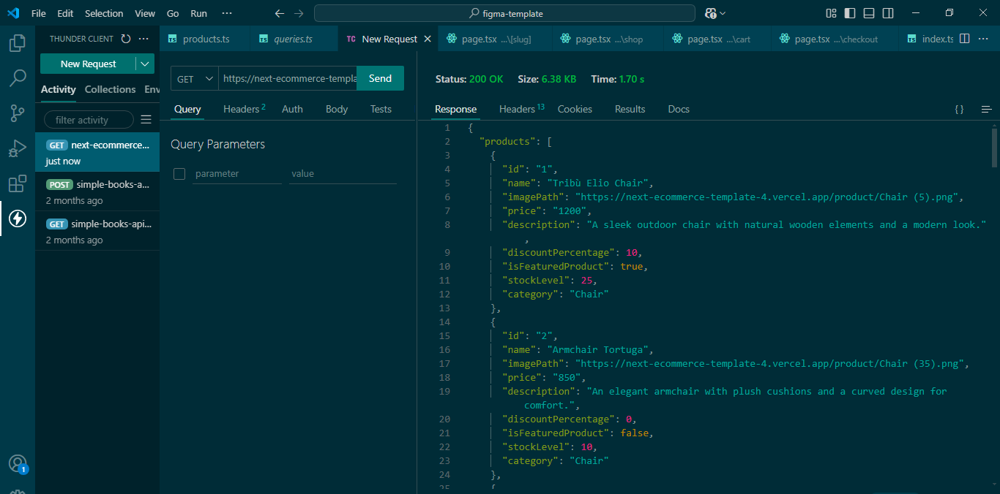 File Edit Selection View Go Run ···
figma-template
THUNDER CLIENT
New Request
Activity Collections Env
filter activity
GET next-ecommerce...
just now
POST simple-books-a...
2 months ago
GET simple-books-api...
2 months ago
1
TS products.ts
TS queries.ts
TC New Request
page.tsx ...\[slug]
page.tsx ...\shop
page.tsx ...\cart
page.tsx ...\checkout
TS index.ts
GET https://next-ecommerce-templa Send
Query Headers 2 Auth Body Tests
Query Parameters
parameter value
Status: 200 OK Size: 6.38 KB Time: 1.70 s
Response Headers 13 Cookies Results Docs { }
1 {
2 "products": [
3 {
4 "id": "1",
5 "name": "Tribù Elio Chair",
6 "imagePath": "https://next-ecommerce-template-4.vercel.app/product/Chair (5).png",
7 "price": "1200",
8 "description": "A sleek outdoor chair with natural wooden elements and a modern look."
,
9 "discountPercentage": 10,
10 "isFeaturedProduct": true,
11 "stockLevel": 25,
12 "category": "Chair"
13 },
14 {
15 "id": "2",
16 "name": "Armchair Tortuga",
17 "imagePath": "https://next-ecommerce-template-4.vercel.app/product/Chair (35).png",
18 "price": "850",
19 "description": "An elegant armchair with plush cushions and a curved design for
comfort.",
20 "discountPercentage": 0,
21 "isFeaturedProduct": false,
22 "stockLevel": 10,
23 "category": "Chair"
24 },
25 {